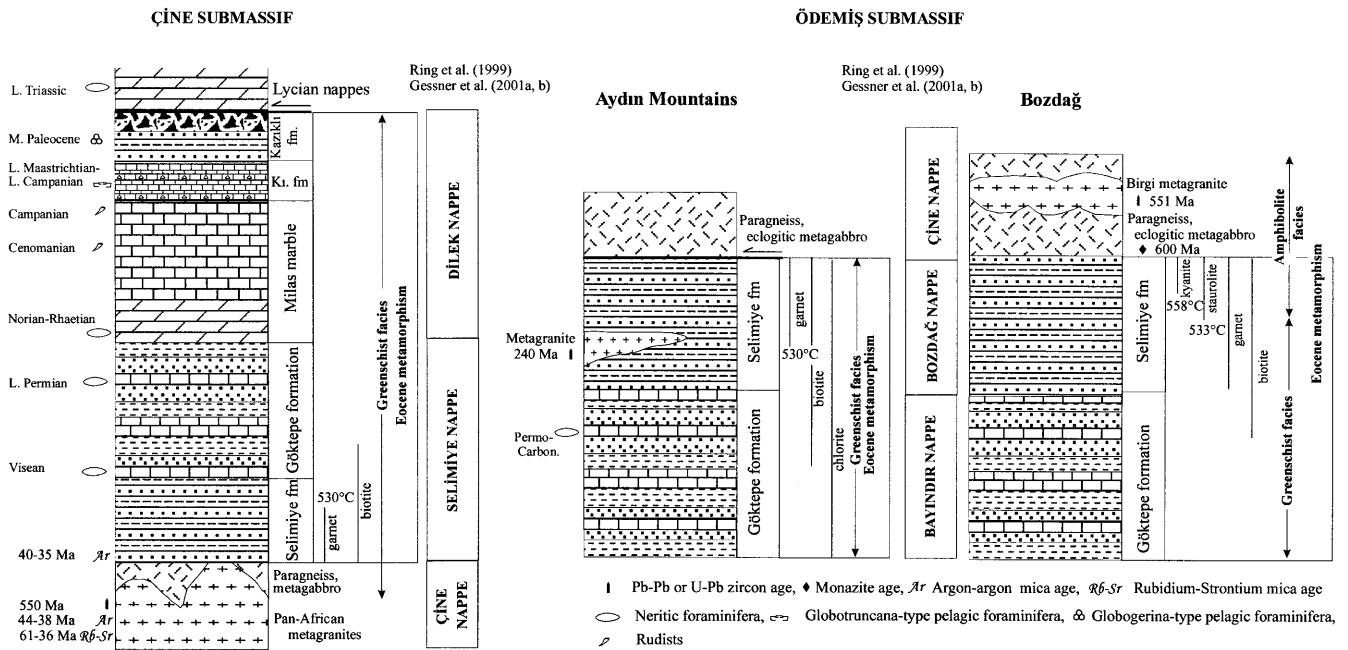 ÇİNE SUBMASSIF
ÖDEMİŞ SUBMASSIF
Ring et al. (1999)
Gessner et al. (2001a, b)
Ring et al. (1999)
Gessner et al. (2001a, b)
Aydın Mountains
Bozdağ
L. Triassic
Lycian nappes
M. Paleocene
Kazıklı
fm.
L. Maastrichtian-
L. Campanian
Kı. fm
Campanian
Cenomanian
Milas marble
Norian-Rhaetian
L. Permian
Göktepe formation
Visean
Selimiye fm
530°C
garnet
biotite
Greenschist facies
Eocene metamorphism
40-35 Ma Ar
Paragneiss,
metagabbro
550 Ma
44-38 Ma Ar
61-36 Ma Rb-Sr
Pan-African
metagranites
DİLEK NAPPE
SELIMİYE NAPPE
ÇİNE
NAPPE
Paragneiss,
eclogitic metagabbro
Metagranite
240 Ma
Selimiye fm
Permo-
Carbon.
Göktepe formation
garnet
530°C
biotite
chlorite
Greenschist facies
Eocene metamorphism
ÇİNE NAPPE
BOZDAĞ NAPPE
BAYINDIR NAPPE
Birgi metagranite
551 Ma
Paragneiss,
eclogitic metagabbro
600 Ma
Selimiye fm
Göktepe formation
kyanite
558°C
staurolite
533°C
garnet
biotite
Amphibolite
facies
Greenschist facies
Eocene metamorphism
Pb-Pb or U-Pb zircon age, Monazite age, Ar Argon-argon mica age, Rb-Sr Rubidium-Strontium mica age
Neritic foraminifera, Globotruncana-type pelagic foraminifera, Globogerina-type pelagic foraminifera,
Rudists